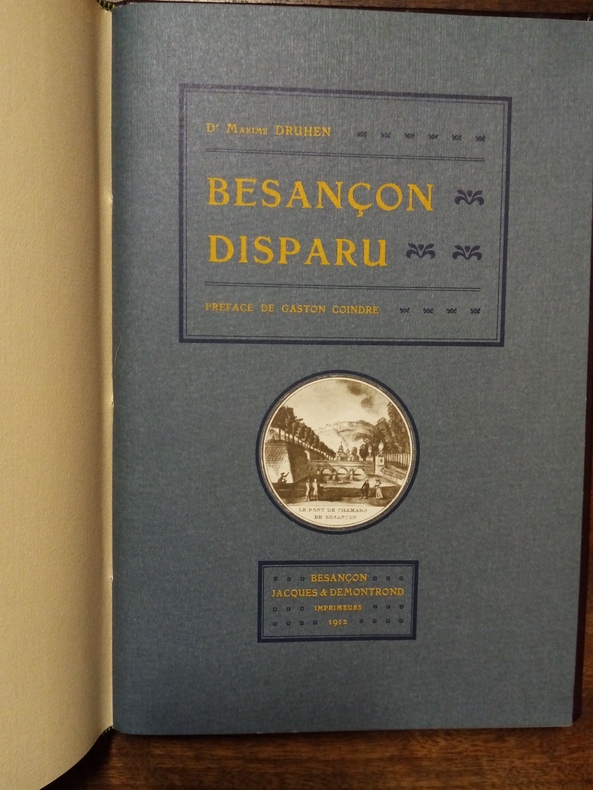 Dr Maxime DRUHEN
BESANÇON
DISPARU
PRÉFACE DE GASTON COINDRE
LE PONT DE CHAMARS
DE BESANÇON
BESANÇON
JACQUES & DEMONTROND
IMPRIMEURS
1912